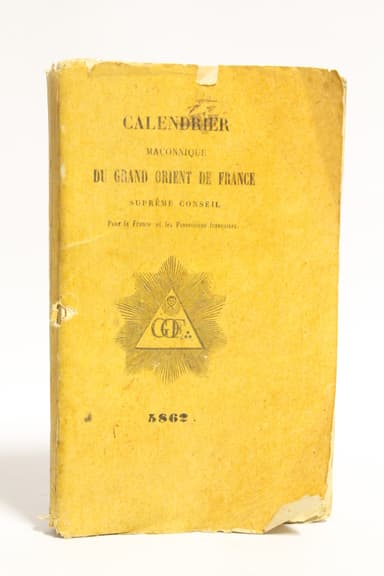 CALENDRIER
MAÇONNIQUE
DU GRAND ORIENT DE FRANCE
SUPRÊME CONSEIL
Pour la France et les Possessions françaises.
GODF∴
5862.